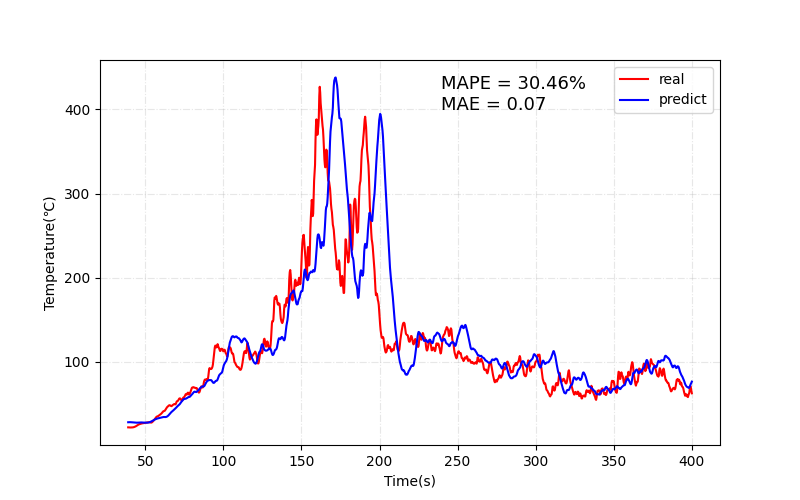 MAPE = 30.46%
MAE = 0.07
real
predict
Temperature(℃)
400
300
200
100
50
100
150
200
250
300
350
400
Time(s)